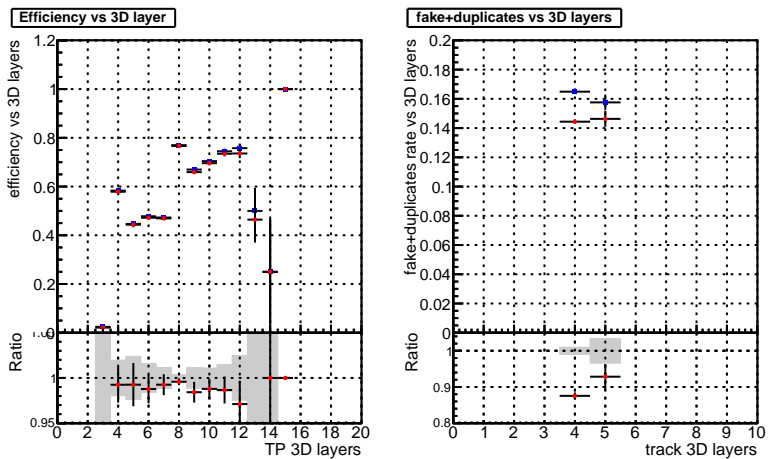 Efficiency vs 3D layer
efficiency vs 3D layers
1.2
1
0.8
0.6
0.4
0.2
0
Ratio
1
0.95
0 2 4 6 8 10 12 14 16 18 20
TP 3D layers
fake+duplicates vs 3D layers
fake+duplicates rate vs 3D layers
0.2
0.18
0.16
0.14
0.12
0.1
0.08
0.06
0.04
0.02
0
Ratio
1
0.9
0.8
0 1 2 3 4 5 6 7 8 9 10
track 3D layers